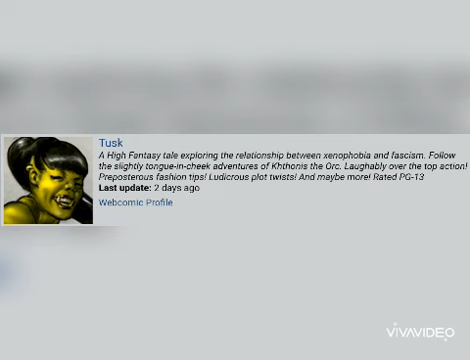 Tusk
A High Fantasy tale exploring the relationship between xenophobia and fascism. Follow
the slightly tongue-in-cheek adventures of Khthonis the Orc. Laughably over the top action!
Preposterous fashion tips! Ludicrous plot twists! And maybe more! Rated PG-13
Last update: 2 days ago
Webcomic Profile
VIVAVIDEO